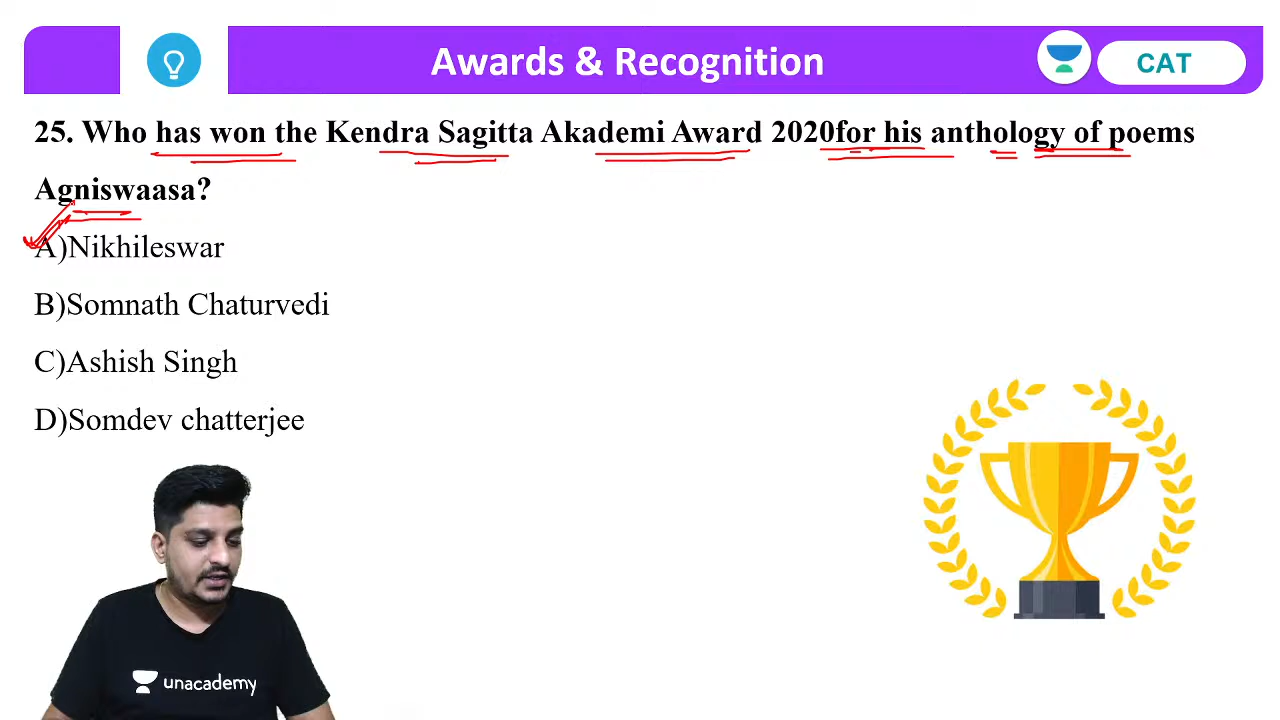 Awards & Recognition
CAT
25. Who has won the Kendra Sagitta Akademi Award 2020for his anthology of poems
Agniswaasa?
A)Nikhileswar
B)Somnath Chaturvedi
C)Ashish Singh
D)Somdev chatterjee
unacademy